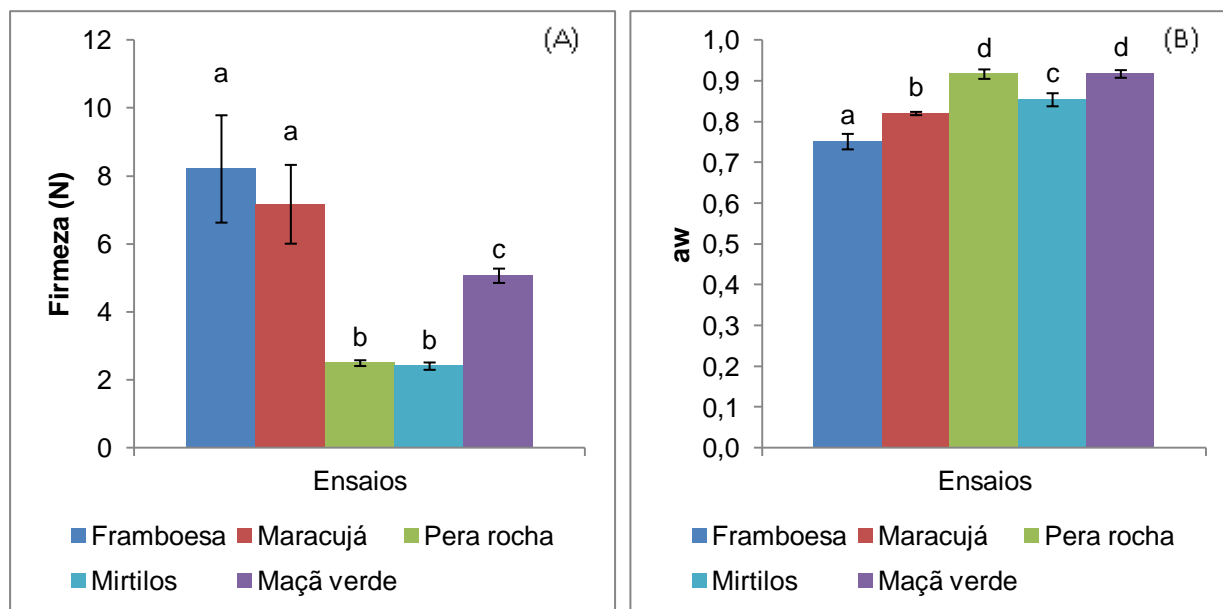 (A)
12
10
8
6
4
2
0
Firmeza (N)
a
a
b
b
c
Ensaios
Framboesa Maracujá Pera rocha
Mirtilos Maçã verde
(B)
1,0
0,9
0,8
0,7
0,6
0,5
0,4
0,3
0,2
0,1
0,0
aw
a
b
d
c
d
Ensaios
Framboesa Maracujá Pera rocha
Mirtilos Maçã verde